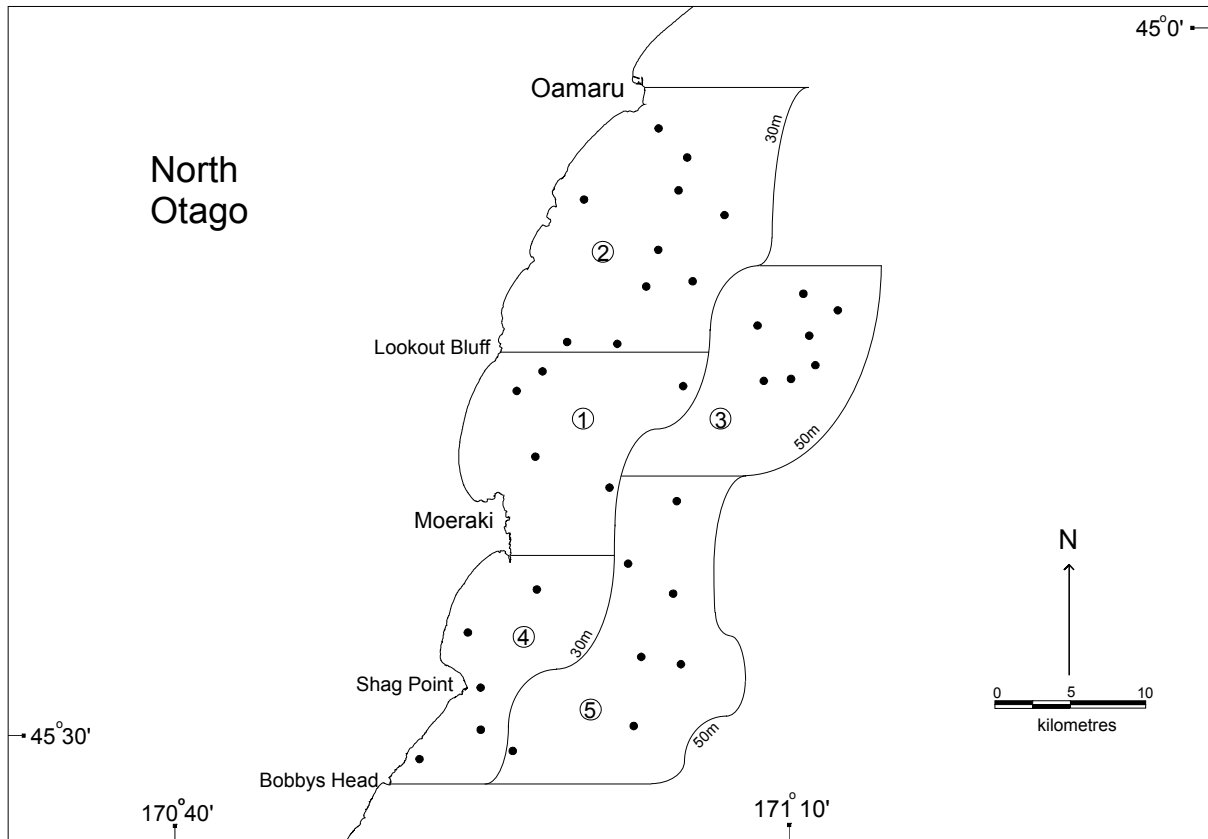 45°0'
Oamaru
30m
North
Otago
2
Lookout Bluff
1
3
50m
Moeraki
N
4
30m
Shag Point
0 5 10
kilometres
5
50m
45°30'
Bobbys Head
170°40'
171°10'